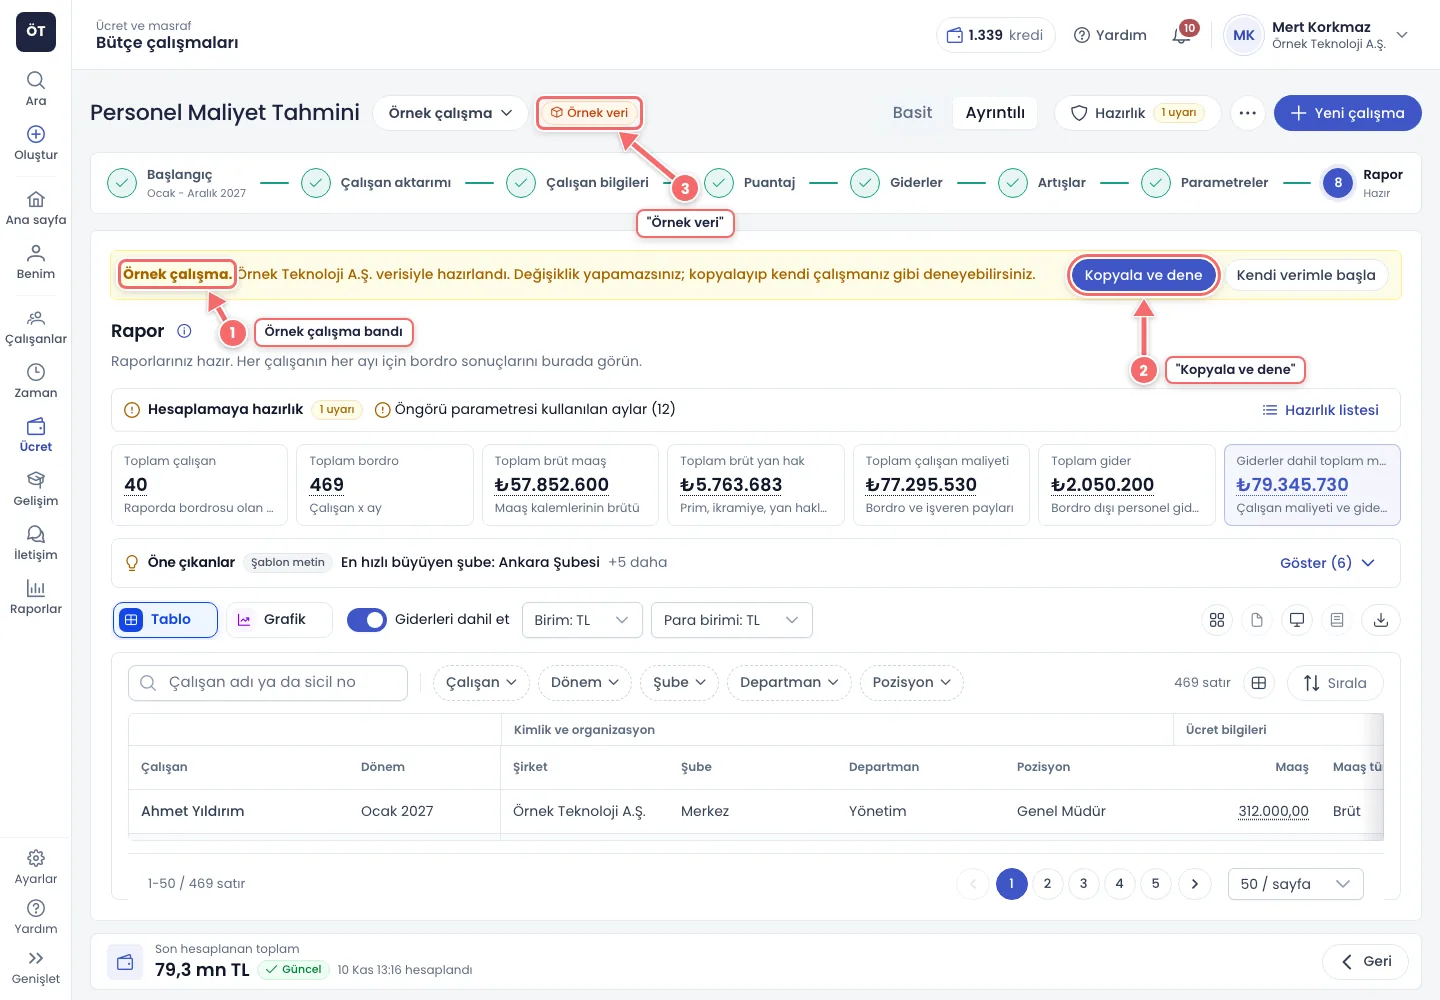 ÖT
Ücret ve masraf
Bütçe çalışmaları
1.339 kredi
Yardım
10
MK
Mert Korkmaz
Örnek Teknoloji A.Ş.
Ara
Oluştur
Ana sayfa
Benim
Çalışanlar
Zaman
Ücret
Gelişim
İletişim
Raporlar
Ayarlar
Yardım
Genişlet
Personel Maliyet Tahmini
Örnek çalışma
Örnek veri
Basit
Ayrıntılı
Hazırlık
1 uyarı
Yeni çalışma
Başlangıç
Ocak - Aralık 2027
Çalışan aktarımı
Çalışan bilgileri
Puantaj
Giderler
Artışlar
Parametreler
8
Rapor
Hazır
3
"Örnek veri"
Örnek çalışma. Örnek Teknoloji A.Ş. verisiyle hazırlandı. Değişiklik yapamazsınız; kopyalayıp kendi çalışmanız gibi deneyebilirsiniz.
Kopyala ve dene
Kendi verimle başla
Rapor
1
Örnek çalışma bandı
2
"Kopyala ve dene"
Raporlarınız hazır. Her çalışanın her ayı için bordro sonuçlarını burada görün.
Hesaplamaya hazırlık
1 uyarı
Öngörü parametresi kullanılan aylar (12)
Hazırlık listesi
Toplam çalışan
40
Raporda bordrosu olan ...
Toplam bordro
469
Çalışan x ay
Toplam brüt maaş
₺57.852.600
Maaş kalemlerinin brütü
Toplam brüt yan hak
₺5.763.683
Prim, ikramiye, yan hakl...
Toplam çalışan maliyeti
₺77.295.530
Bordro ve işveren payları
Toplam gider
₺2.050.200
Bordro dışı personel gid...
Giderler dahil toplam m...
₺79.345.730
Çalışan maliyeti ve gide...
Öne çıkanlar
Şablon metin
En hızlı büyüyen şube: Ankara Şubesi
+5 daha
Göster (6)
Tablo
Grafik
Giderleri dahil et
Birim: TL
Para birimi: TL
Çalışan adı ya da sicil no
Çalışan
Dönem
Şube
Departman
Pozisyon
469 satır
Sırala
Kimlik ve organizasyon
Ücret bilgileri
Çalışan
Dönem
Şirket
Şube
Departman
Pozisyon
Maaş
Maaş tü
Ahmet Yıldırım
Ocak 2027
Örnek Teknoloji A.Ş.
Merkez
Yönetim
Genel Müdür
312.000,00
Brüt
1-50 / 469 satır
1
2
3
4
5
50 / sayfa
Son hesaplanan toplam
79,3 mn TL
Güncel
10 Kas 13:16 hesaplandı
Geri